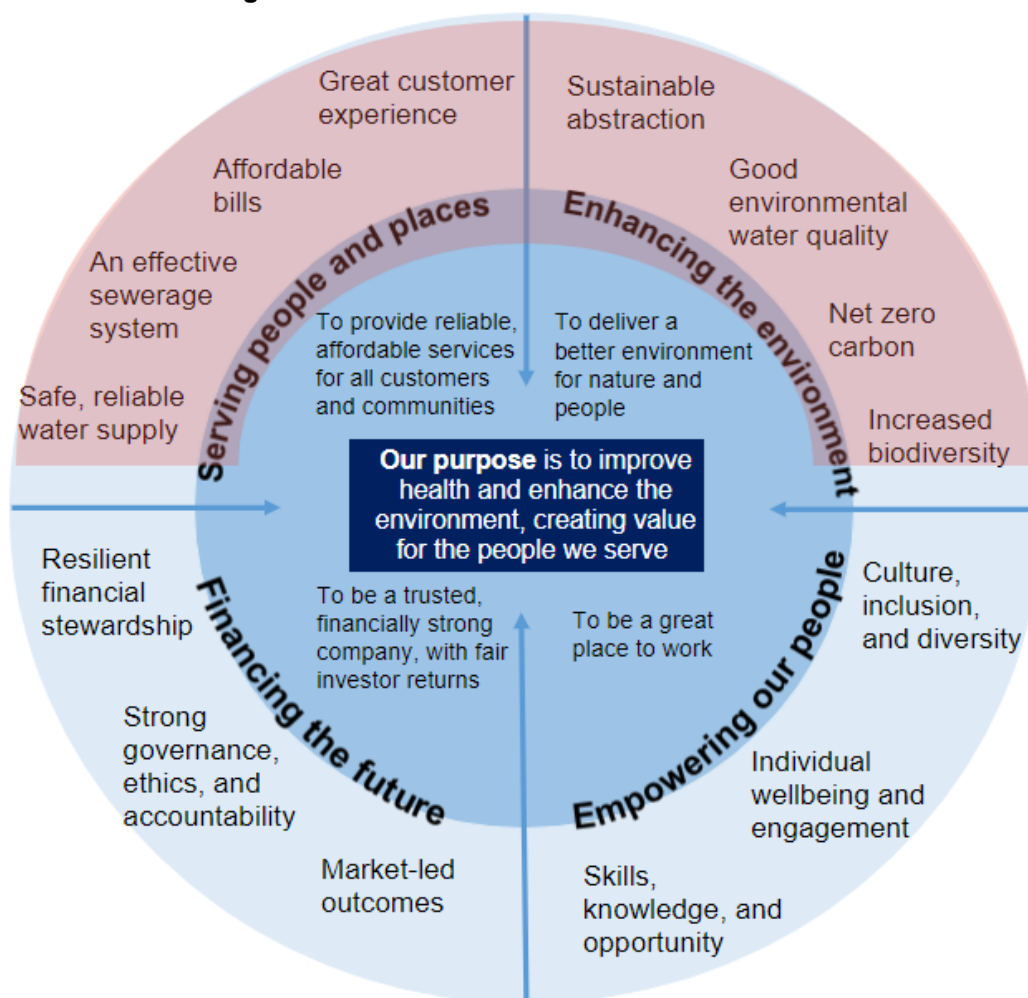 Great customer
experience
Affordable
bills
An effective
sewerage
system
Safe, reliable
water supply
Serving people and places
To provide reliable,
affordable services
for all customers
and communities
Sustainable
abstraction
Good
environmental
water quality
Net zero
carbon
Increased
biodiversity
Enhancing the environment
To deliver a
better environment
for nature and
people
Our purpose is to improve
health and enhance the
environment, creating value
for the people we serve
Resilient
financial
stewardship
Strong
governance,
ethics, and
accountability
Market-led
outcomes
Financing the future
To be a trusted,
financially strong
company, with fair
investor returns
To be a great
place to work
Empowering our people
Culture,
inclusion,
and diversity
Individual
wellbeing and
engagement
Skills,
knowledge, and
opportunity